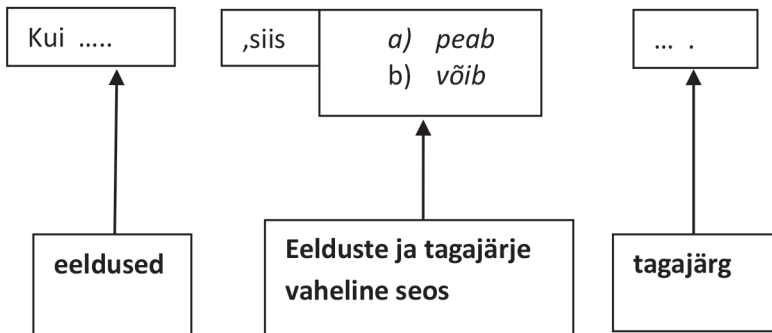 Kui …..
,siis
a) peab
b) võib
… .
eeldused
Eelduste ja tagajärje
vaheline seos
tagajärg